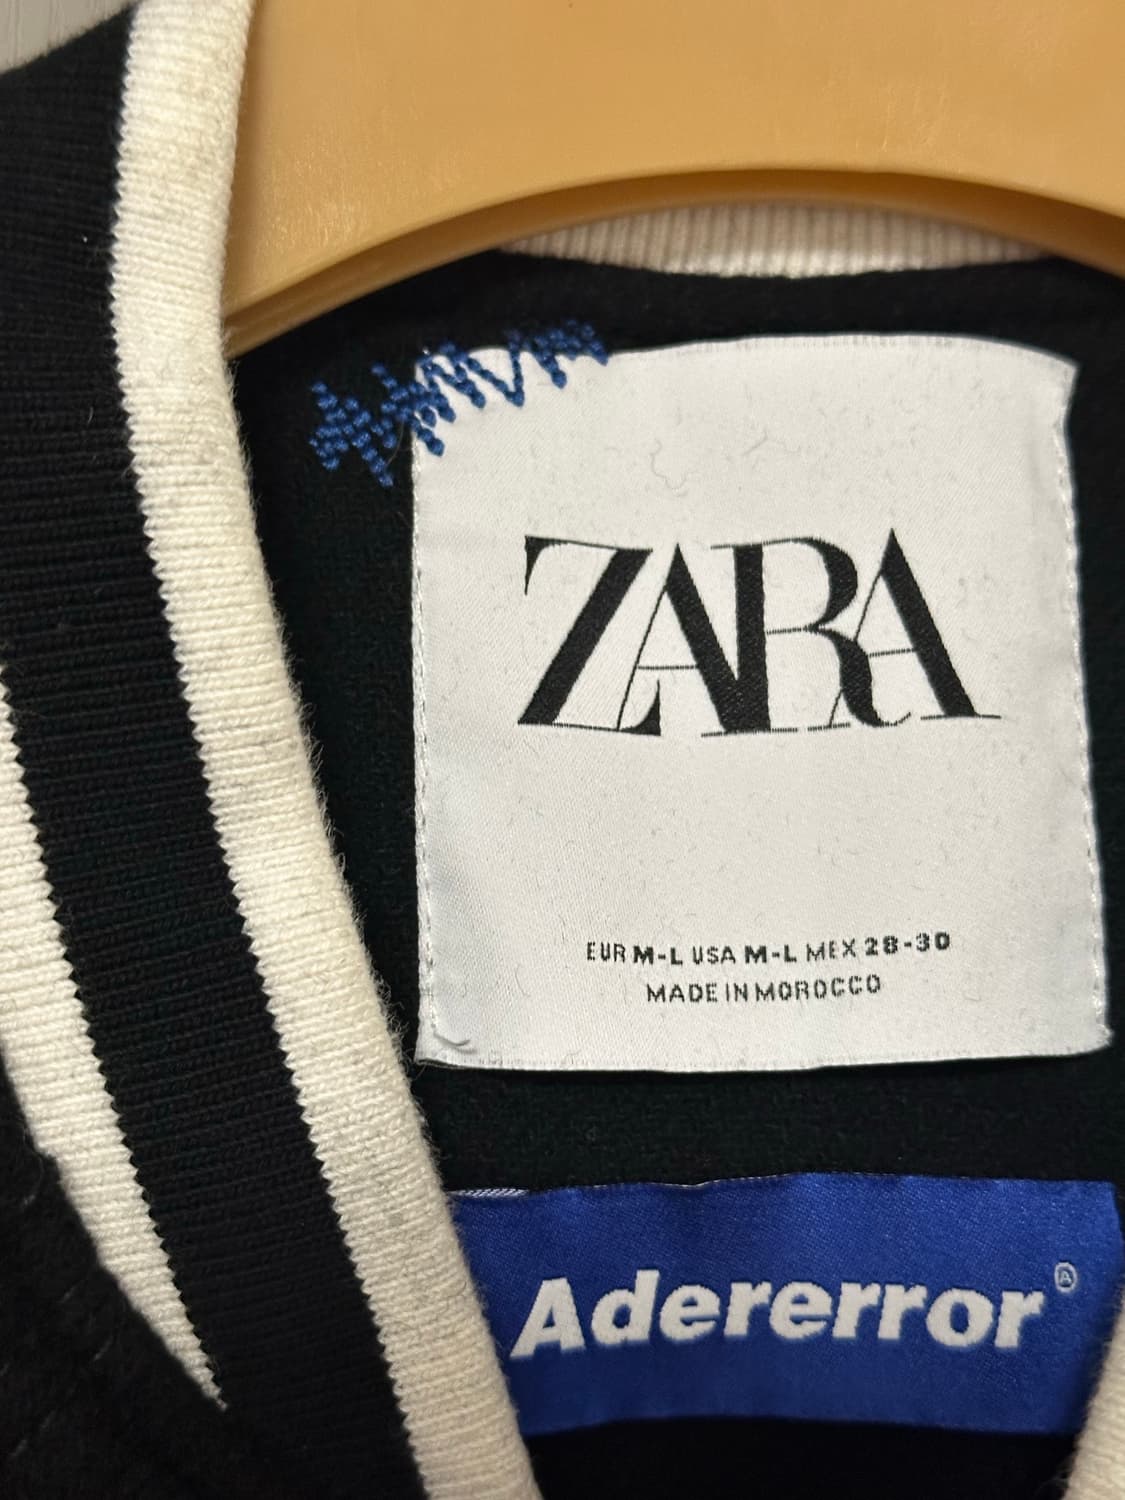 ZARA
EUR M-L USA M-L MEX 28-30
MADE IN MOROCCO
Adererror Ⓐ